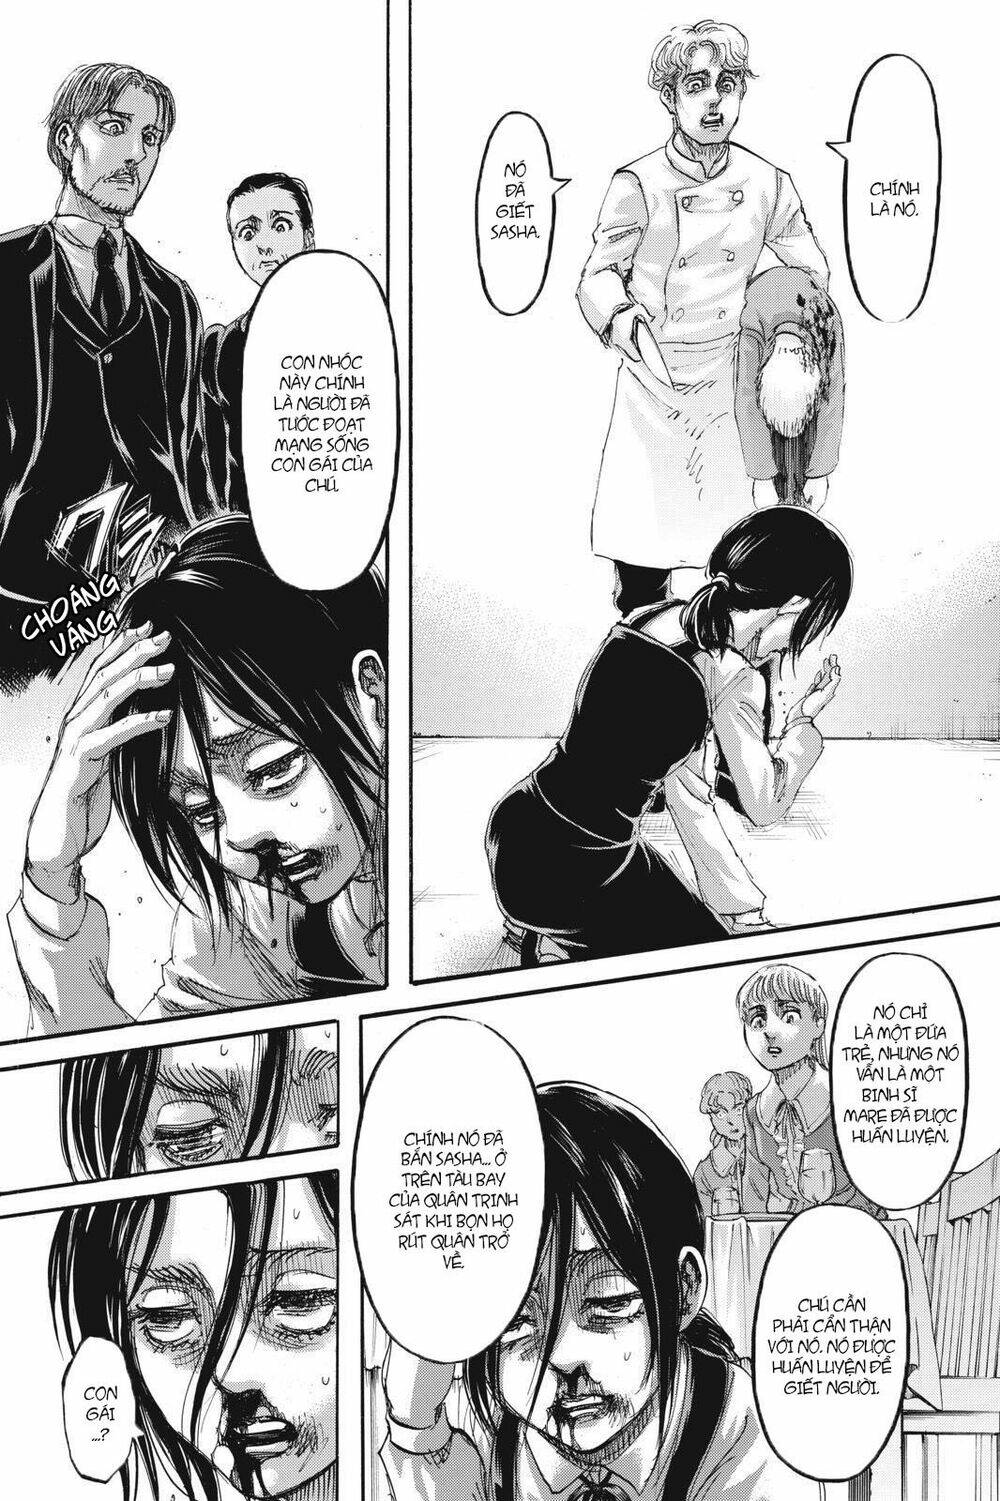 CHÍNH
LÀ NÓ.
NÓ
ĐÃ
GIẾT
SASHA.
CON NHÓC
NÀY CHÍNH
LÀ NGƯỜI ĐÃ
TƯỚC ĐOẠT
MẠNG SỐNG
CON GÁI CỦA
CHÚ.
CHOÁNG
VÁNG
NÓ CHỈ
LÀ MỘT ĐỨA
TRẺ, NHƯNG NÓ
VẪN LÀ MỘT
BINH SĨ
MARE ĐÃ ĐƯỢC
HUẤN LUYỆN.
CHÚ CẦN
PHẢI CẨN THẬN
VỚI NÓ. NÓ ĐƯỢC
HUẤN LUYỆN ĐỂ
GIẾT NGƯỜI.
CHÍNH NÓ ĐÃ
BẮN SASHA... Ở
TRÊN TÀU BAY
CỦA QUÂN TRINH
SÁT KHI BỌN HỌ
RÚT QUÂN TRỞ
VỀ.
CON
GÁI
...?